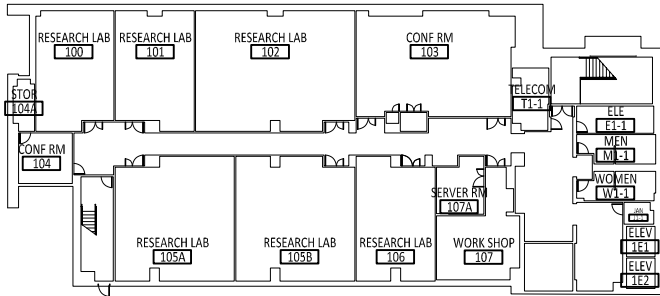 RESEARCH LAB
100
RESEARCH LAB
101
RESEARCH LAB
102
CONF RM
103
STOR
104A
TELECOM
T1-1
ELE
E1-1
MEN
M1-1
CONF RM
104
WOMEN
W1-1
SERVER RM
107A
JAN
ELEV
1E1
RESEARCH LAB
105A
RESEARCH LAB
105B
RESEARCH LAB
106
WORK SHOP
107
ELEV
1E2